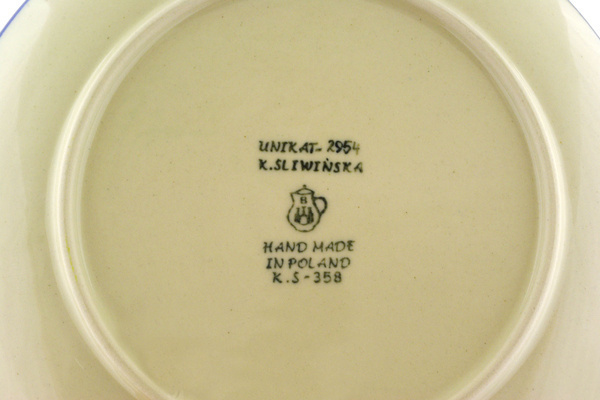 UNIKAT-2954
K.SLIWIŃSKA
B
HAND MADE
IN POLAND
K.S-358